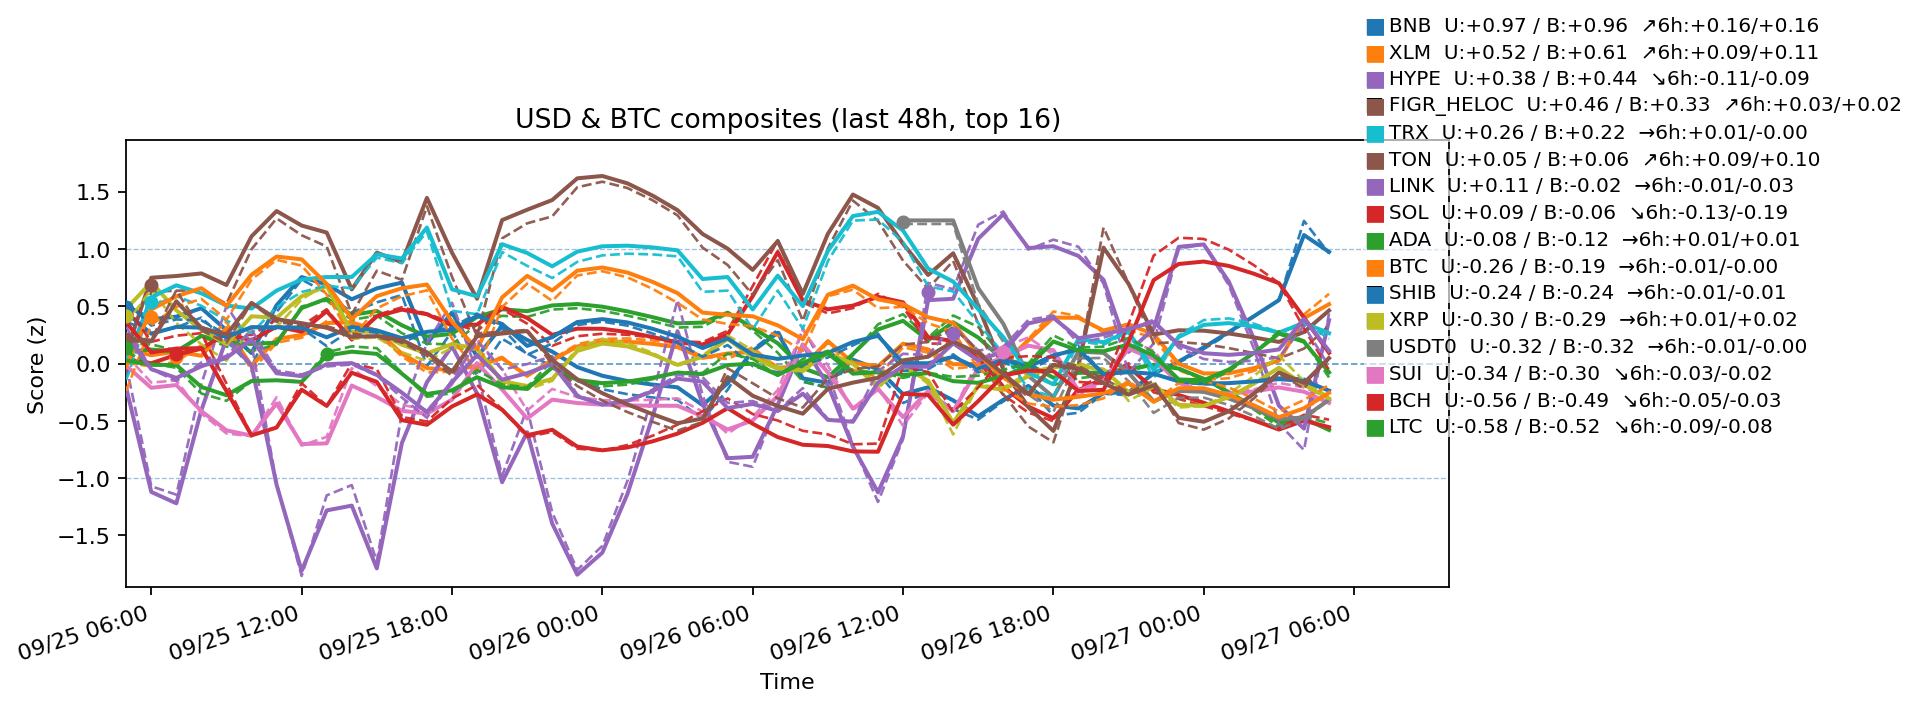 BNB  U:+0.97 / B:+0.96  ↗6h:+0.16/+0.16
XLM  U:+0.52 / B:+0.61  ↗6h:+0.09/+0.11
HYPE  U:+0.38 / B:+0.44  ↘6h:-0.11/-0.09
FIGR_HELOC  U:+0.46 / B:+0.33  ↗6h:+0.03/+0.02
TRX  U:+0.26 / B:+0.22  →6h:+0.01/-0.00
TON  U:+0.05 / B:+0.06  ↗6h:+0.09/+0.10
LINK  U:+0.11 / B:-0.02  →6h:-0.01/-0.03
SOL  U:+0.09 / B:-0.06  ↘6h:-0.13/-0.19
ADA  U:-0.08 / B:-0.12  →6h:+0.01/+0.01
BTC  U:-0.26 / B:-0.19  →6h:-0.01/-0.00
SHIB  U:-0.24 / B:-0.24  →6h:-0.01/-0.01
XRP  U:-0.30 / B:-0.29  →6h:+0.01/+0.02
USDT0  U:-0.32 / B:-0.32  →6h:-0.01/-0.00
SUI  U:-0.34 / B:-0.30  ↘6h:-0.03/-0.02
BCH  U:-0.56 / B:-0.49  ↘6h:-0.05/-0.03
LTC  U:-0.58 / B:-0.52  ↘6h:-0.09/-0.08
USD & BTC composites (last 48h, top 16)
Score (z)
1.5
1.0
0.5
0.0
−0.5
−1.0
−1.5
09/25 06:00
09/25 12:00
09/25 18:00
09/26 00:00
09/26 06:00
09/26 12:00
09/26 18:00
09/27 00:00
09/27 06:00
Time